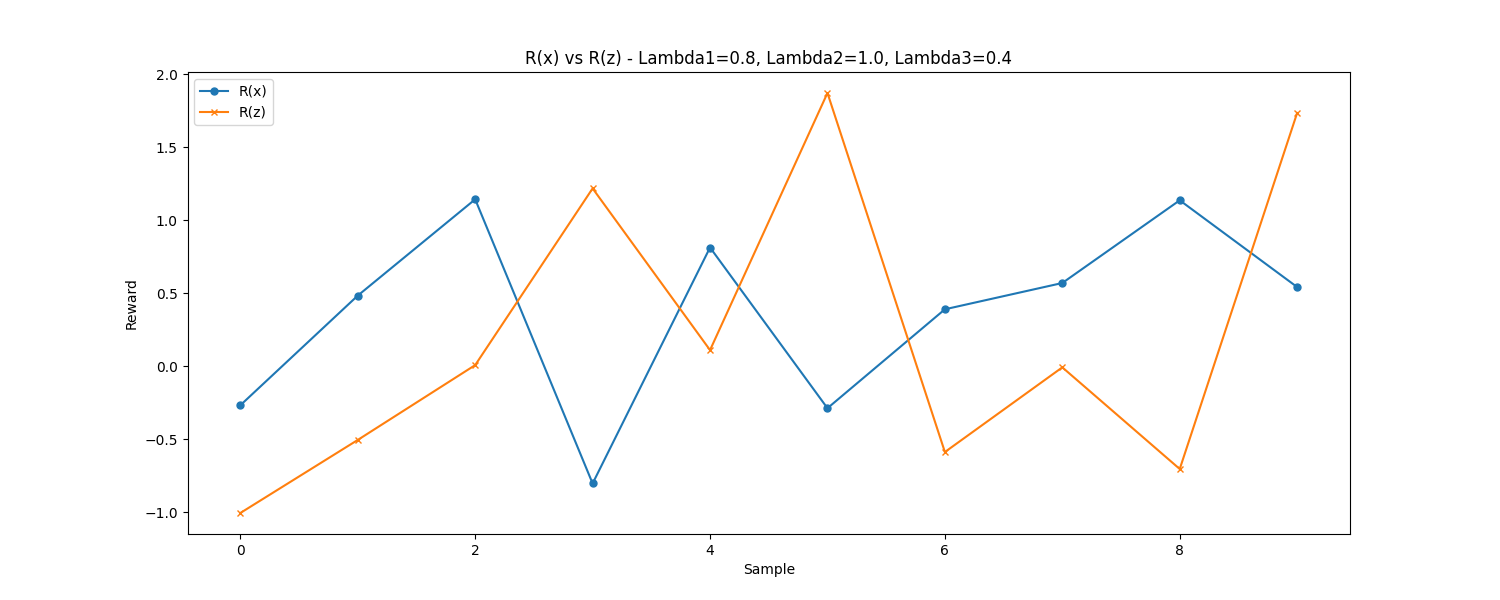 R(x) vs R(z) - Lambda1=0.8, Lambda2=1.0, Lambda3=0.4
R(x)
R(z)
2.0
1.5
1.0
0.5
0.0
−0.5
−1.0
Reward
0 2 4 6 8
Sample